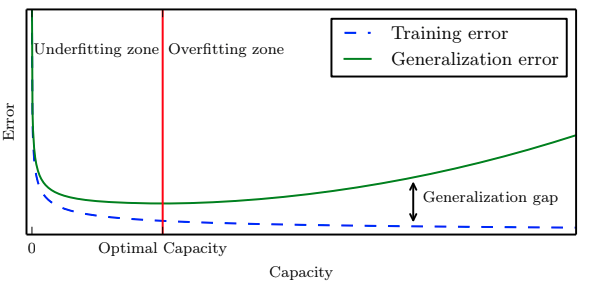 Training error
Generalization error
Underfitting zone
Overfitting zone
Error
Generalization gap
0
Optimal Capacity
Capacity